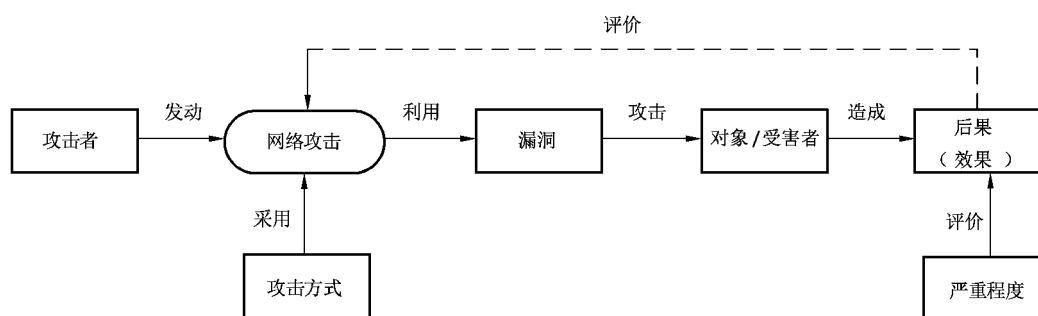 评价
攻击者
发动
网络攻击
利用
漏洞
攻击
对象/受害者
造成
后果
（效果）
采用
评价
攻击方式
严重程度